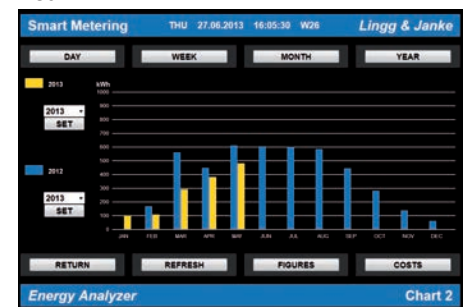 Smart Metering THU 27.06.2013 16:05:30 W26 Lingg & Janke
DAY WEEK MONTH YEAR
2013 kWh
1000
900
2013
800
SET
700
600
500
2012
400
300
2013
200
SET
100
0
JAN FEB MAR APR MAI JUN JUL AUG SEP OCT NOV DEC
RETURN REFRESH FIGURES COSTS
Energy Analyzer Chart 2